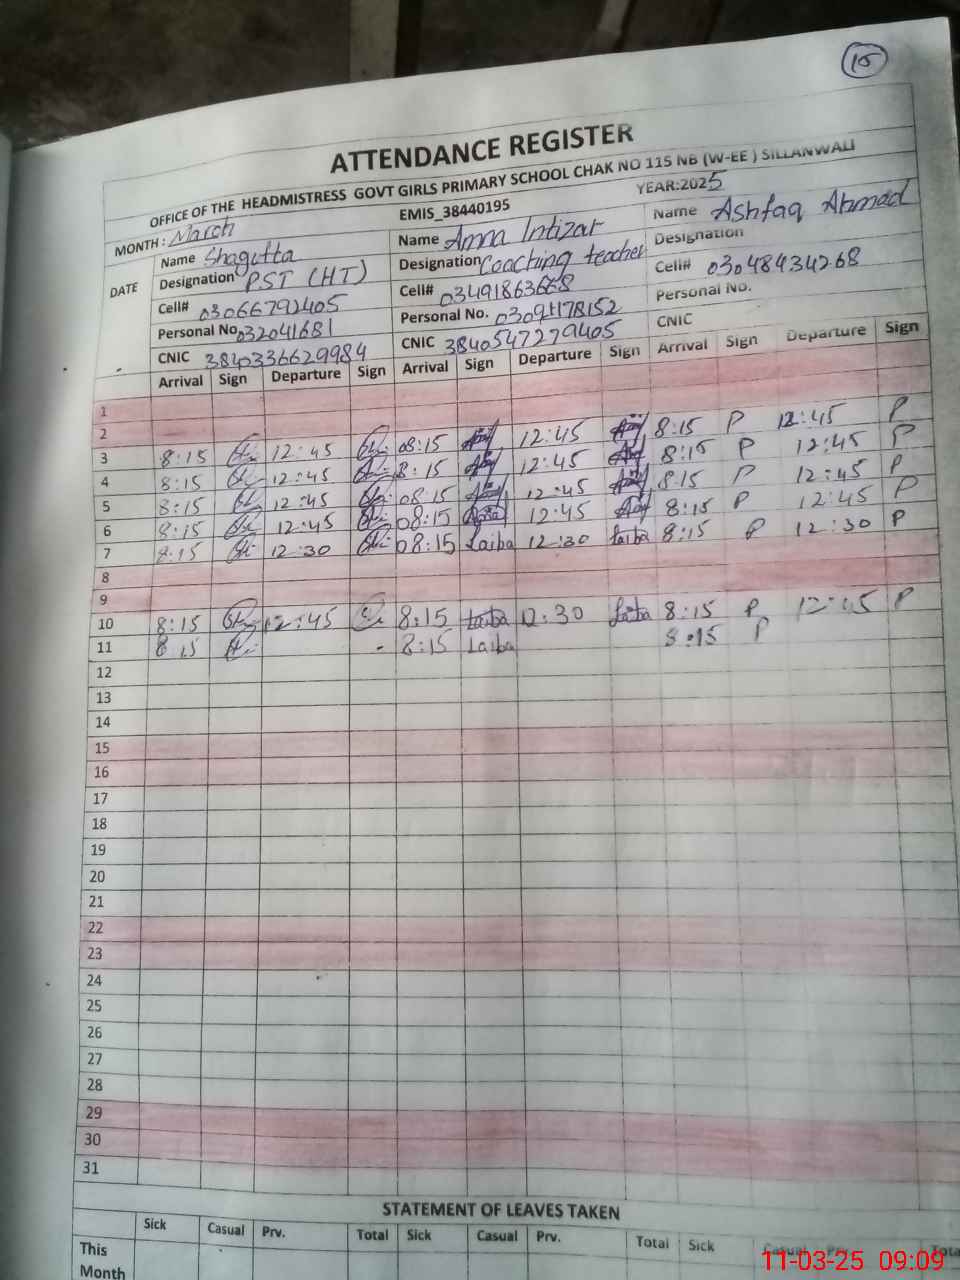 15
ATTENDANCE REGISTER
OFFICE OF THE HEADMISTRESS GOVT GIRLS PRIMARY SCHOOL CHAK NO 115 NB (W-EE ) SILLANWALI
MONTH : March EMIS_38440195 YEAR:2025
DATE
Name Shagutta Name Amna Intizar Name Ashfaq Ahmad
Designation PST (HT) Designation Coaching teacher Designation
Cell# 03066792405 Cell# 03491863668 Cell# 03048434268
Personal No. 032041681 Personal No. Personal No.
CNIC 3840336629984 CNIC 3840547279405 CNIC
Arrival Sign Departure Sign Arrival Sign Departure Sign Arrival Sign Departure Sign
1
2
3 8:15 12:45 08:15 12:45 8:15 P 12:45 P
4 8:15 12:45 8:15 12:45 8:15 P 12:45 P
5 8:15 12:45 08:15 12:45 8:15 P 12:45 P
6 8:15 12:45 08:15 12:45 8:15 P 12:45 P
7 8:15 12:30 08:15 Laiba 12:30 Laiba 8:15 P 12:30 P
8
9
10 8:15 12:45 8:15 Laiba 12:30 Laiba 8:15 P 12:45 P
11 8:15 8:15 Laiba 8:15 P
12
13
14
15
16
17
18
19
20
21
22
23
24
25
26
27
28
29
30
31
STATEMENT OF LEAVES TAKEN
Sick Casual Prv. Total Sick Casual Prv. Total Sick Casual Prv. Total
This
Month
11-03-25 09:09